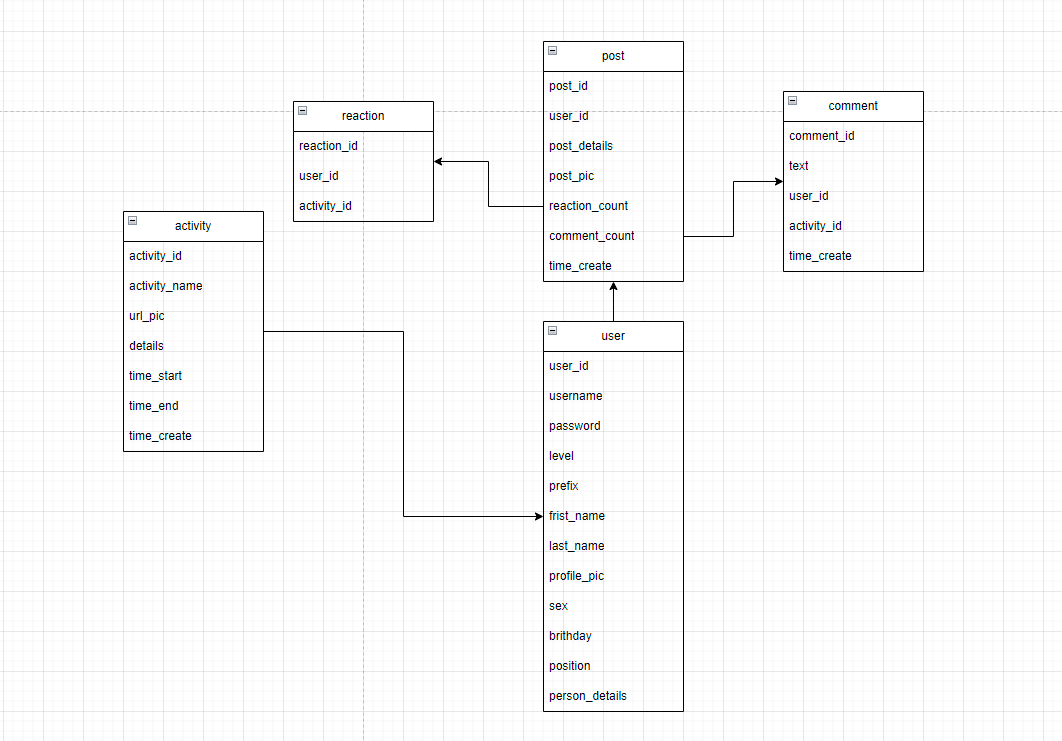 post
post_id
user_id
post_details
post_pic
reaction_count
comment_count
time_create
comment
comment_id
text
user_id
activity_id
time_create
reaction
reaction_id
user_id
activity_id
activity
activity_id
activity_name
url_pic
details
time_start
time_end
time_create
user
user_id
username
password
level
prefix
frist_name
last_name
profile_pic
sex
brithday
position
person_details